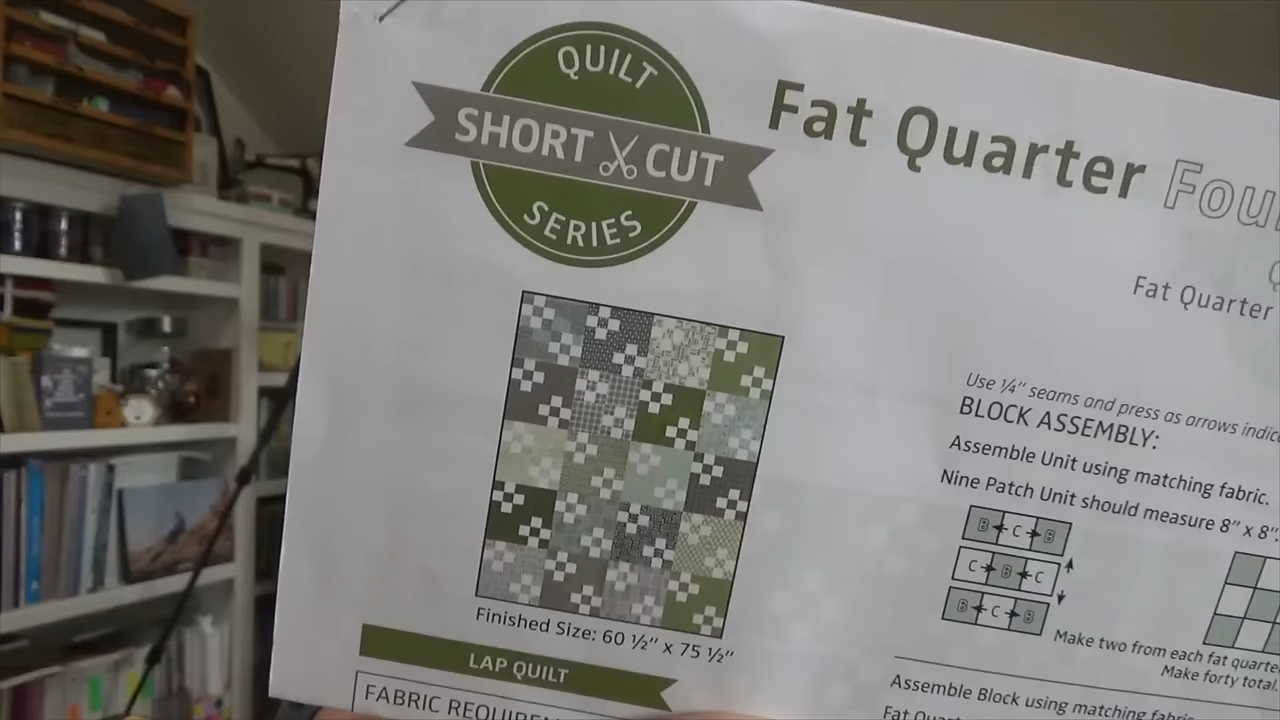 QUILT
SHORT CUT
SERIES
Fat Quarter
Fat Quarter
Finished Size: 60 ½" x 75 ½"
LAP QUILT
FABRIC
Use ¼" seams and press as arrows
BLOCK ASSEMBLY:
Assemble Unit using matching fabric.
Nine Patch Unit should measure 8" x 8".
B C B
C B C
B C B
Make two from each fat
Make forty total.
Assemble Block using matching
Fat